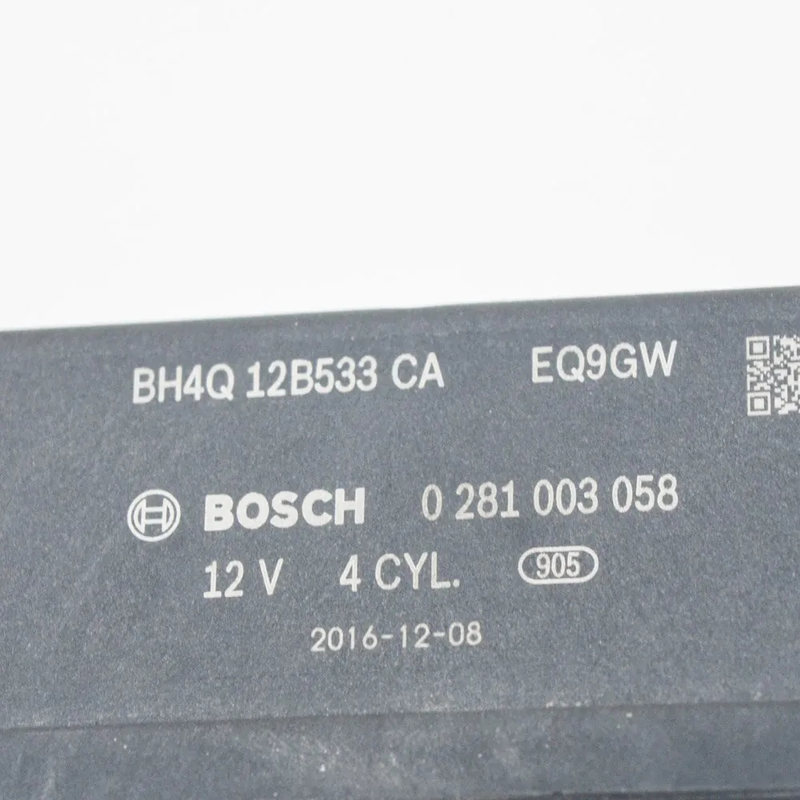 BH4Q 12B533 CA EQ9GW
BOSCH 0 281 003 058
12 V 4 CYL. 905
2016-12-08